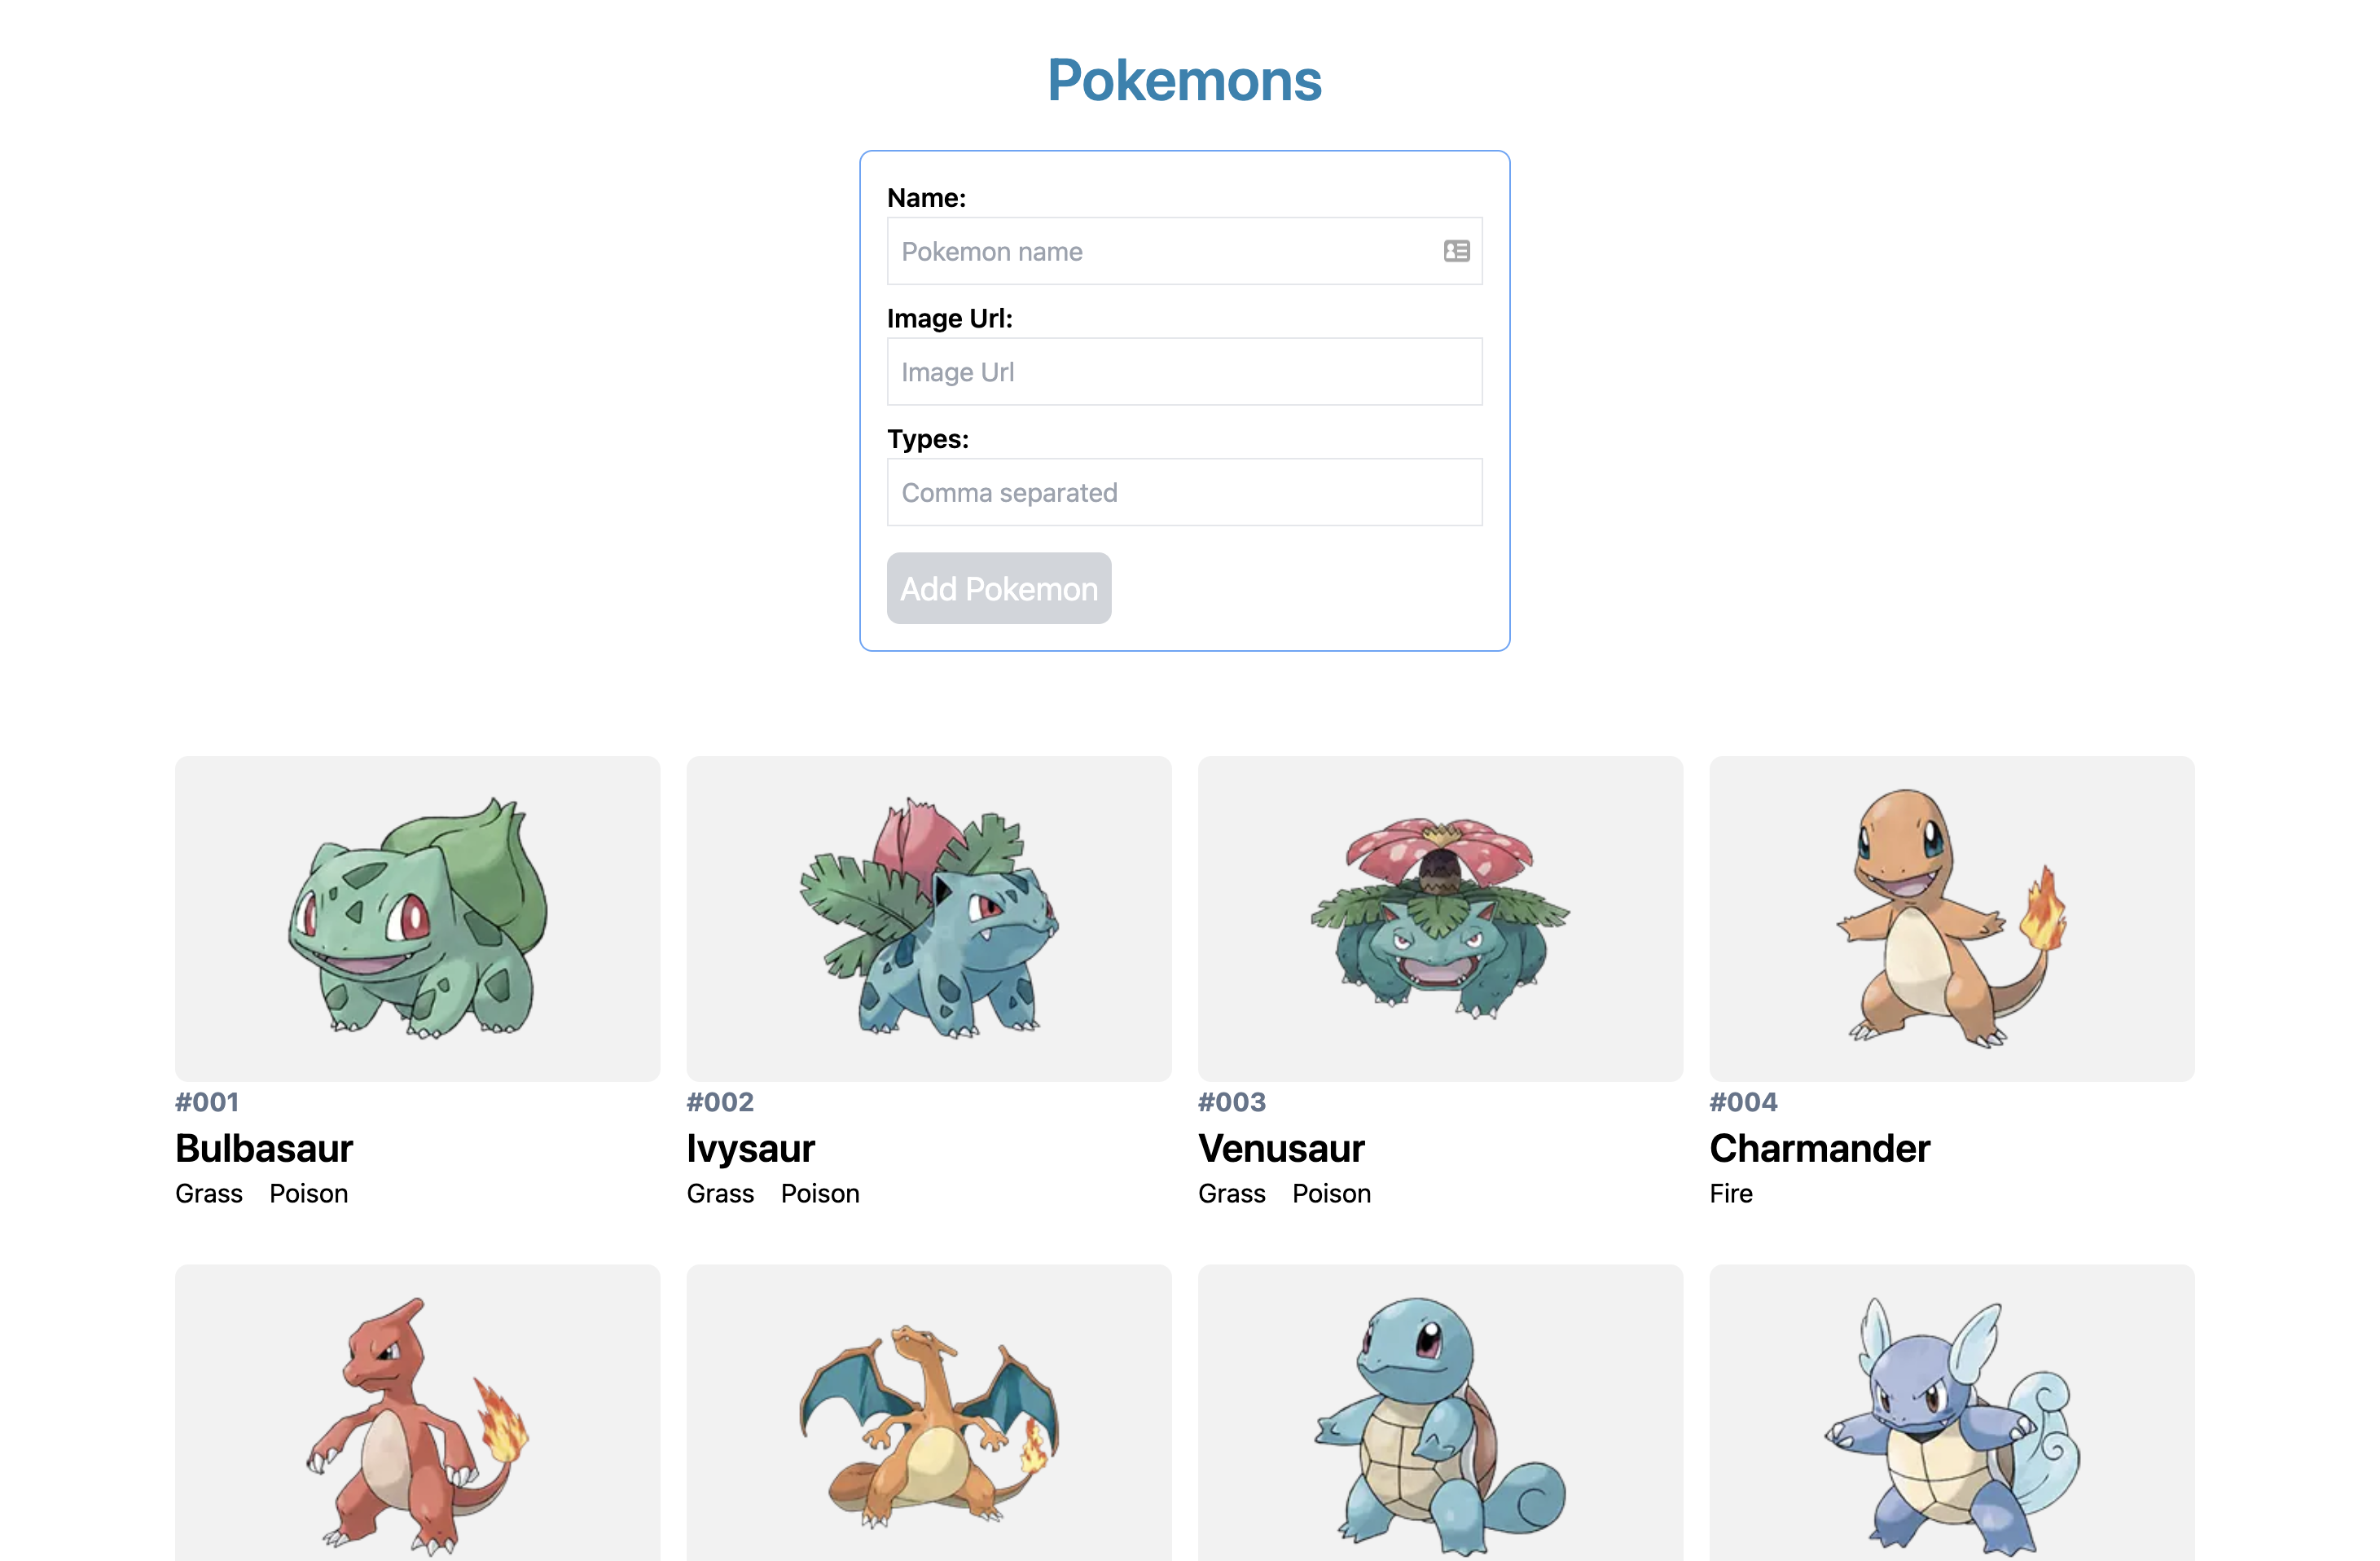 Pokemons
Name:
Pokemon name
Image Url:
Image Url
Types:
Comma separated
Add Pokemon
#001
Bulbasaur
Grass Poison
#002
Ivysaur
Grass Poison
#003
Venusaur
Grass Poison
#004
Charmander
Fire